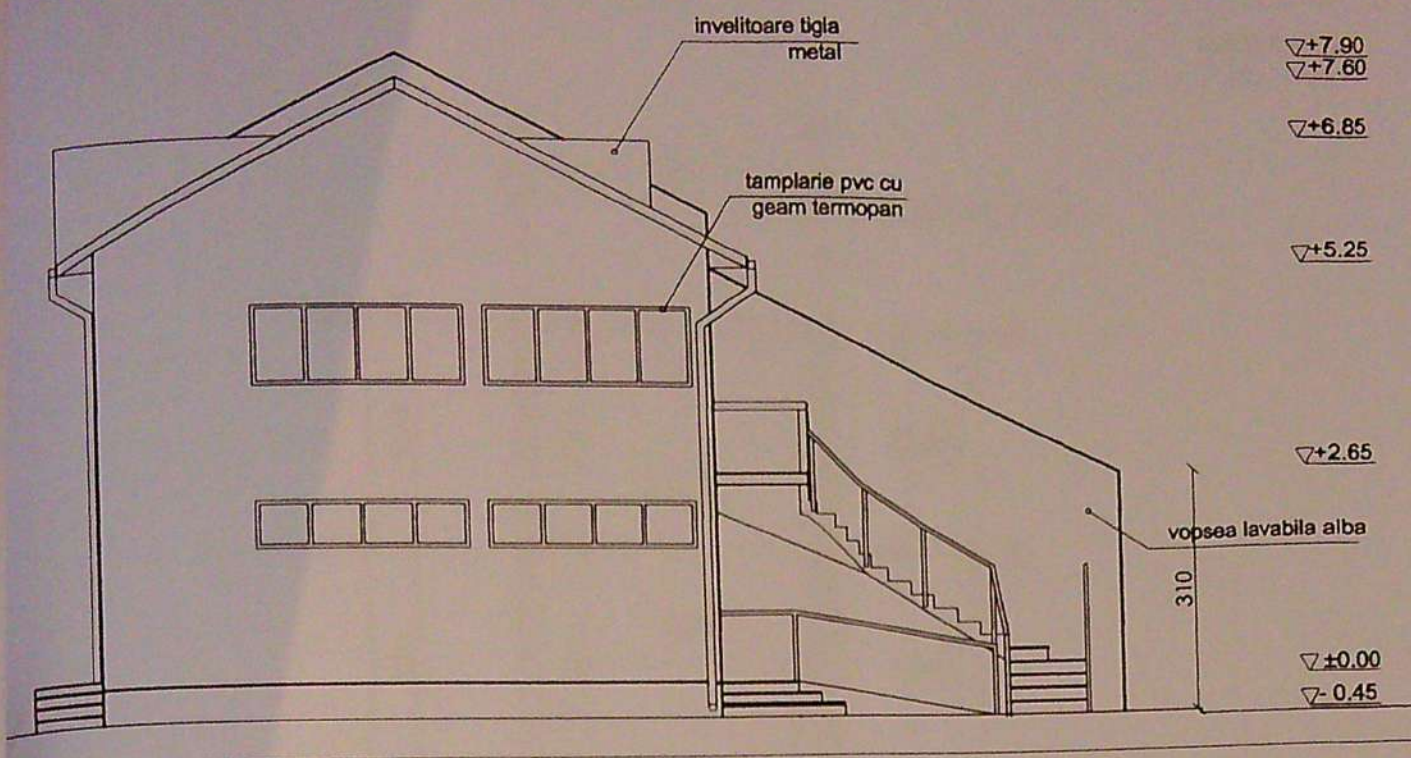 invelitoare tigla
metal
tamplarie pvc cu
geam termopan
vopsea lavabila alba
310
+7.90
+7.60
+6.85
+5.25
+2.65
±0.00
- 0.45